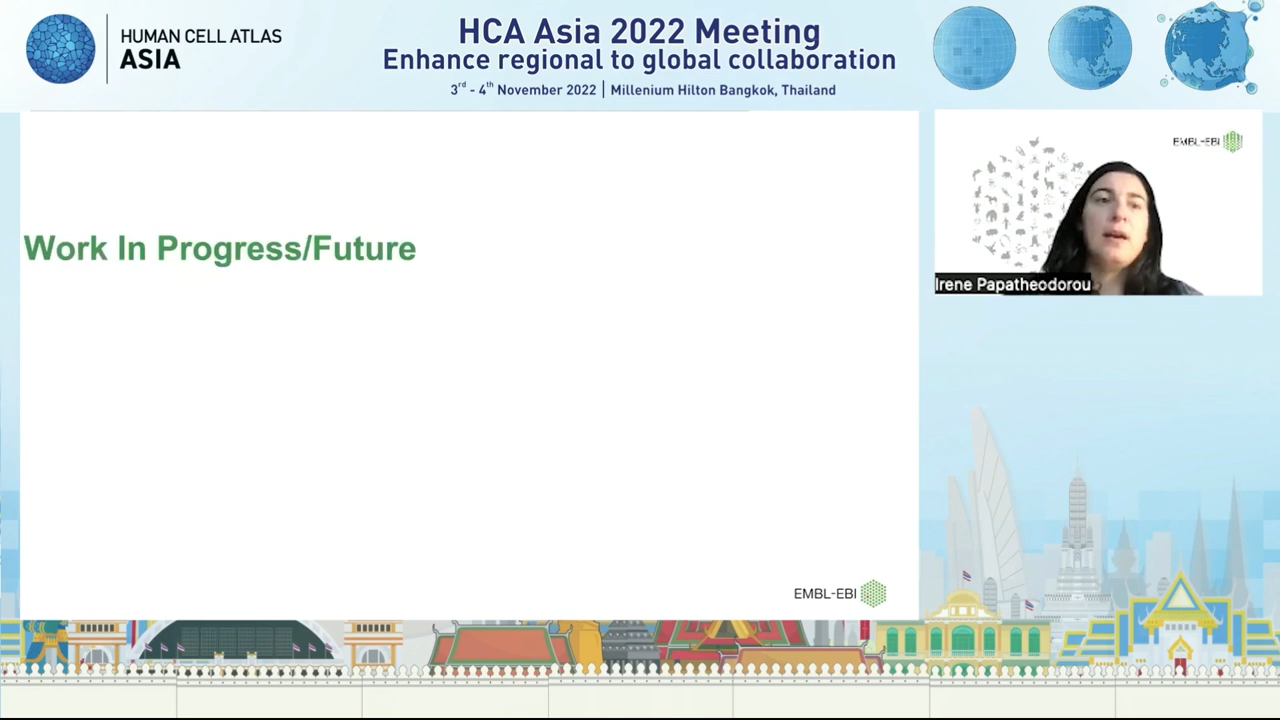 HUMAN CELL ATLAS
ASIA
HCA Asia 2022 Meeting
Enhance regional to global collaboration
3rd - 4th November 2022 | Millenium Hilton Bangkok, Thailand
EMBL-EBI
Irene Papatheodorou
Work In Progress/Future
EMBL-EBI